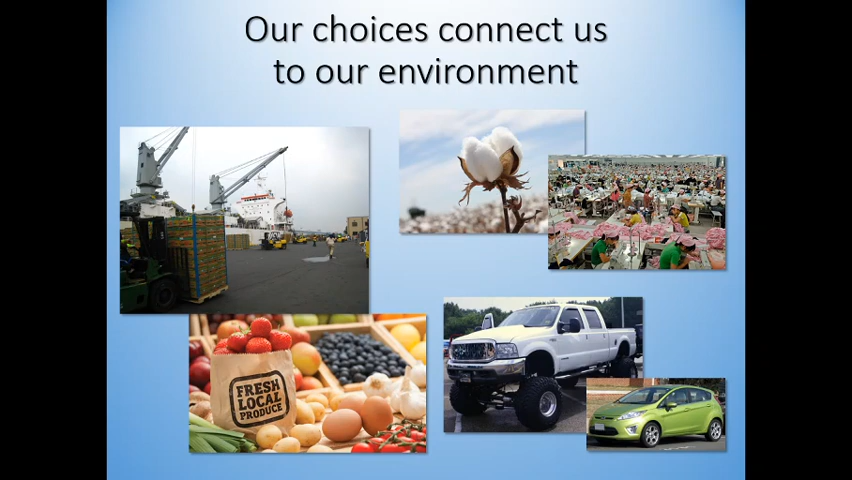 Our choices connect us
to our environment
FRESH
LOCAL
PRODUCE